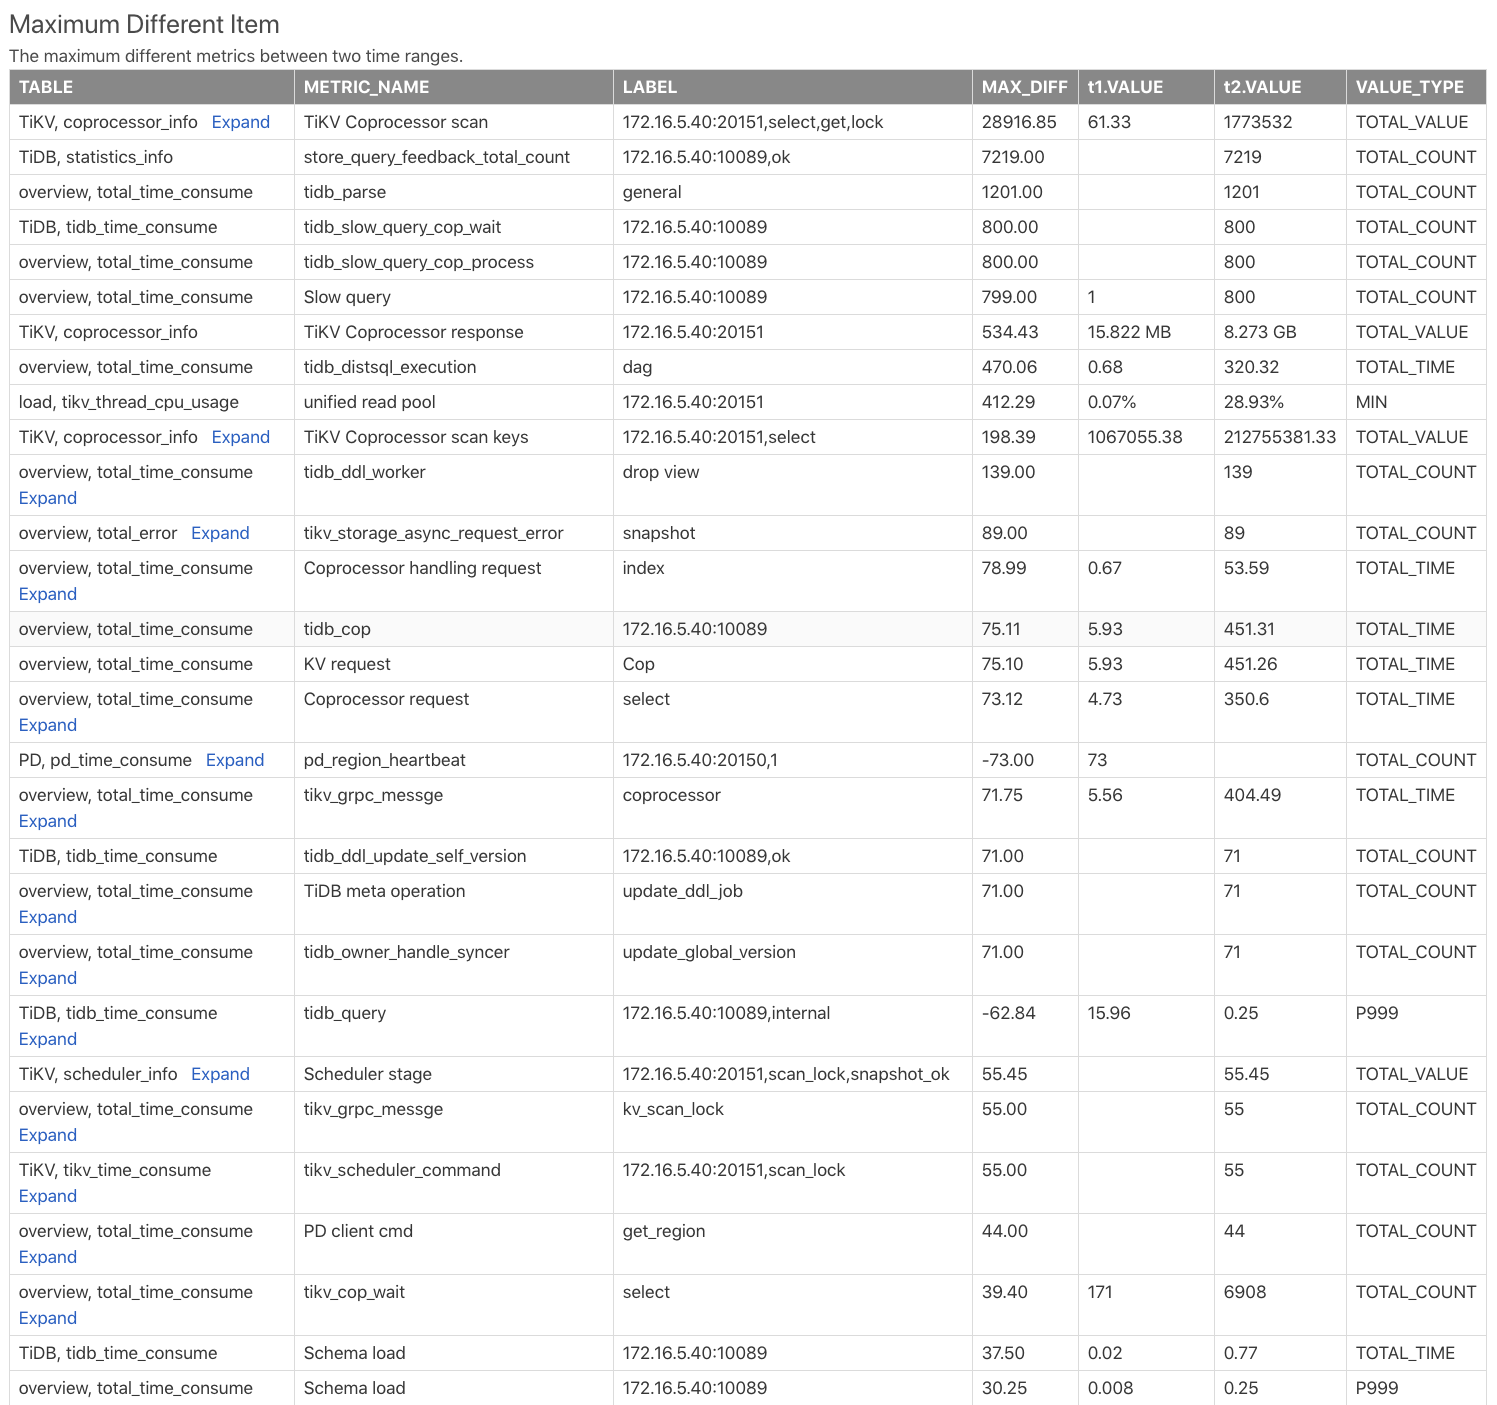 Maximum Different Item
The maximum different metrics between two time ranges.
TABLE METRIC_NAME LABEL MAX_DIFF t1.VALUE t2.VALUE VALUE_TYPE
TiKV, coprocessor_info Expand TiKV Coprocessor scan 172.16.5.40:20151,select,get,lock 28916.85 61.33 1773532 TOTAL_VALUE
TiDB, statistics_info store_query_feedback_total_count 172.16.5.40:10089,ok 7219.00 7219 TOTAL_COUNT
overview, total_time_consume tidb_parse general 1201.00 1201 TOTAL_COUNT
TiDB, tidb_time_consume tidb_slow_query_cop_wait 172.16.5.40:10089 800.00 800 TOTAL_COUNT
overview, total_time_consume tidb_slow_query_cop_process 172.16.5.40:10089 800.00 800 TOTAL_COUNT
overview, total_time_consume Slow query 172.16.5.40:10089 799.00 1 800 TOTAL_COUNT
TiKV, coprocessor_info TiKV Coprocessor response 172.16.5.40:20151 534.43 15.822 MB 8.273 GB TOTAL_VALUE
overview, total_time_consume tidb_distsql_execution dag 470.06 0.68 320.32 TOTAL_TIME
load, tikv_thread_cpu_usage unified read pool 172.16.5.40:20151 412.29 0.07% 28.93% MIN
TiKV, coprocessor_info Expand TiKV Coprocessor scan keys 172.16.5.40:20151,select 198.39 1067055.38 212755381.33 TOTAL_VALUE
overview, total_time_consume tidb_ddl_worker drop view 139.00 139 TOTAL_COUNT
Expand
overview, total_error Expand tikv_storage_async_request_error snapshot 89.00 89 TOTAL_COUNT
overview, total_time_consume Coprocessor handling request index 78.99 0.67 53.59 TOTAL_TIME
Expand
overview, total_time_consume tidb_cop 172.16.5.40:10089 75.11 5.93 451.31 TOTAL_TIME
overview, total_time_consume KV request Cop 75.10 5.93 451.26 TOTAL_TIME
overview, total_time_consume Coprocessor request select 73.12 4.73 350.6 TOTAL_TIME
Expand
PD, pd_time_consume Expand pd_region_heartbeat 172.16.5.40:20150,1 -73.00 73 TOTAL_COUNT
overview, total_time_consume tikv_grpc_messge coprocessor 71.75 5.56 404.49 TOTAL_TIME
Expand
TiDB, tidb_time_consume tidb_ddl_update_self_version 172.16.5.40:10089,ok 71.00 71 TOTAL_COUNT
overview, total_time_consume TiDB meta operation update_ddl_job 71.00 71 TOTAL_COUNT
Expand
overview, total_time_consume tidb_owner_handle_syncer update_global_version 71.00 71 TOTAL_COUNT
Expand
TiDB, tidb_time_consume tidb_query 172.16.5.40:10089,internal -62.84 15.96 0.25 P999
Expand
TiKV, scheduler_info Expand Scheduler stage 172.16.5.40:20151,scan_lock,snapshot_ok 55.45 55.45 TOTAL_VALUE
overview, total_time_consume tikv_grpc_messge kv_scan_lock 55.00 55 TOTAL_COUNT
Expand
TiKV, tikv_time_consume tikv_scheduler_command 172.16.5.40:20151,scan_lock 55.00 55 TOTAL_COUNT
Expand
overview, total_time_consume PD client cmd get_region 44.00 44 TOTAL_COUNT
Expand
overview, total_time_consume tikv_cop_wait select 39.40 171 6908 TOTAL_COUNT
Expand
TiDB, tidb_time_consume Schema load 172.16.5.40:10089 37.50 0.02 0.77 TOTAL_TIME
overview, total_time_consume Schema load 172.16.5.40:10089 30.25 0.008 0.25 P999